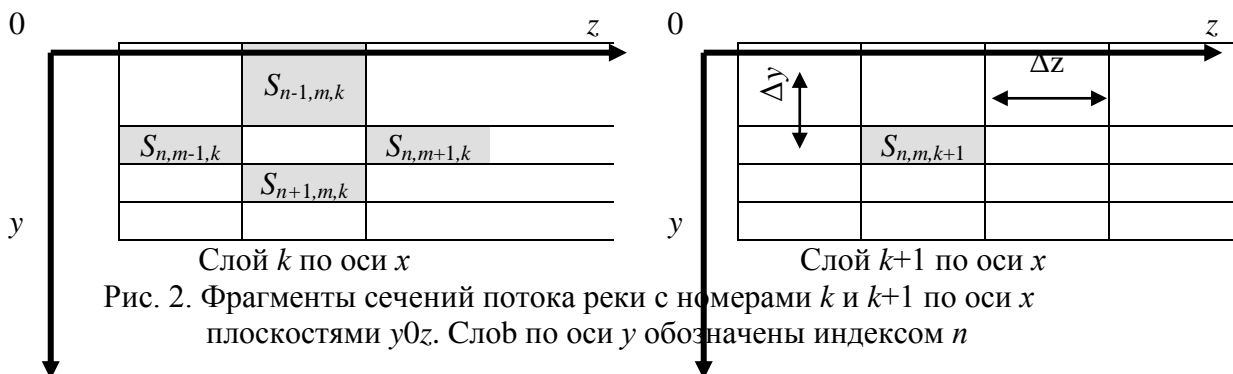 0 z 0 z
S_{n-1,m,k} Δy Δz
S_{n,m-1,k} S_{n,m+1,k} S_{n,m,k+1}
S_{n+1,m,k}
y y
Слой k по оси x Слой k+1 по оси x
Рис. 2. Фрагменты сечений потока реки с номерами k и k+1 по оси x
плоскостями y0z. Слоb по оси y обозначены индексом n